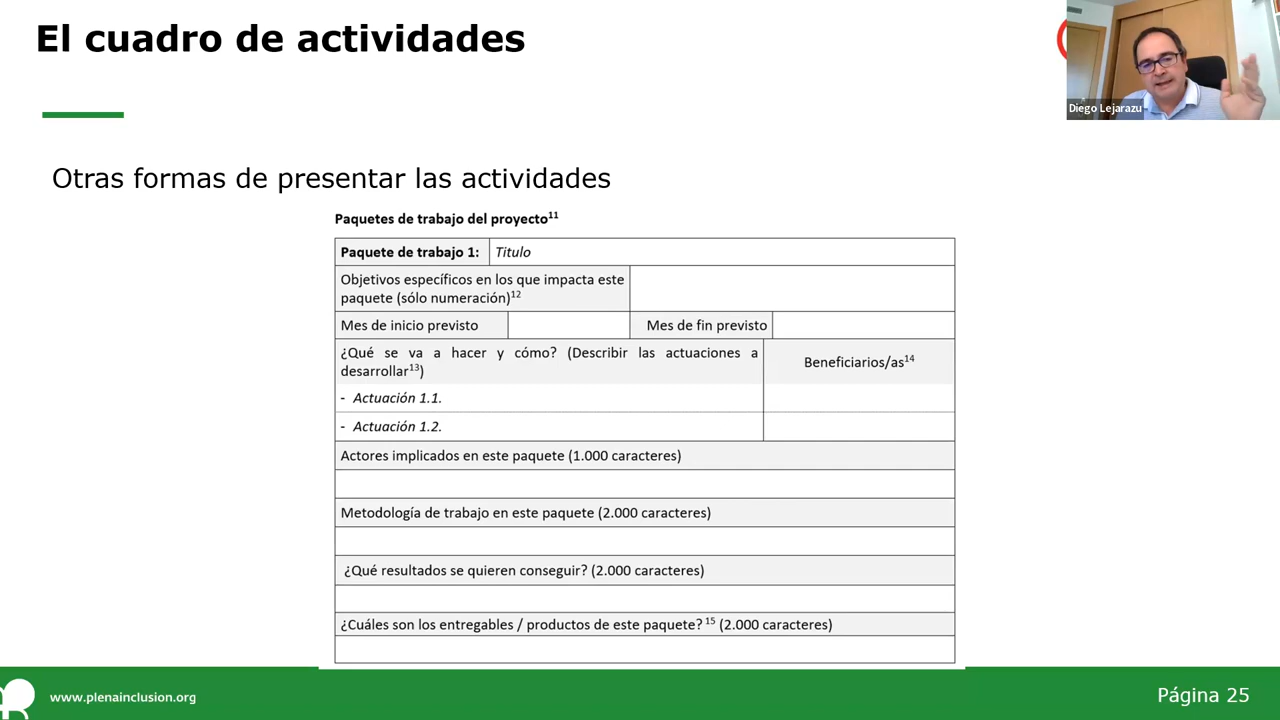 El cuadro de actividades
Diego Lejarazu
Otras formas de presentar las actividades
Paquetes de trabajo del proyecto¹¹
Paquete de trabajo 1: Titulo
Objetivos específicos en los que impacta este
paquete (sólo numeración)¹²
Mes de inicio previsto Mes de fin previsto
¿Qué se va a hacer y cómo? (Describir las actuaciones a
desarrollar¹³)
Beneficiarios/as¹⁴
- Actuación 1.1.
- Actuación 1.2.
Actores implicados en este paquete (1.000 caracteres)
Metodología de trabajo en este paquete (2.000 caracteres)
¿Qué resultados se quieren conseguir? (2.000 caracteres)
¿Cuáles son los entregables / productos de este paquete? ¹⁵ (2.000 caracteres)
www.plenainclusion.org
Página 25